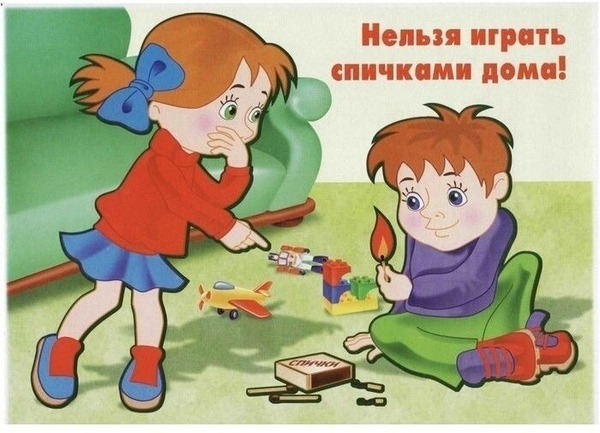 Нельзя играть
спичками дома!
СПИЧКИ